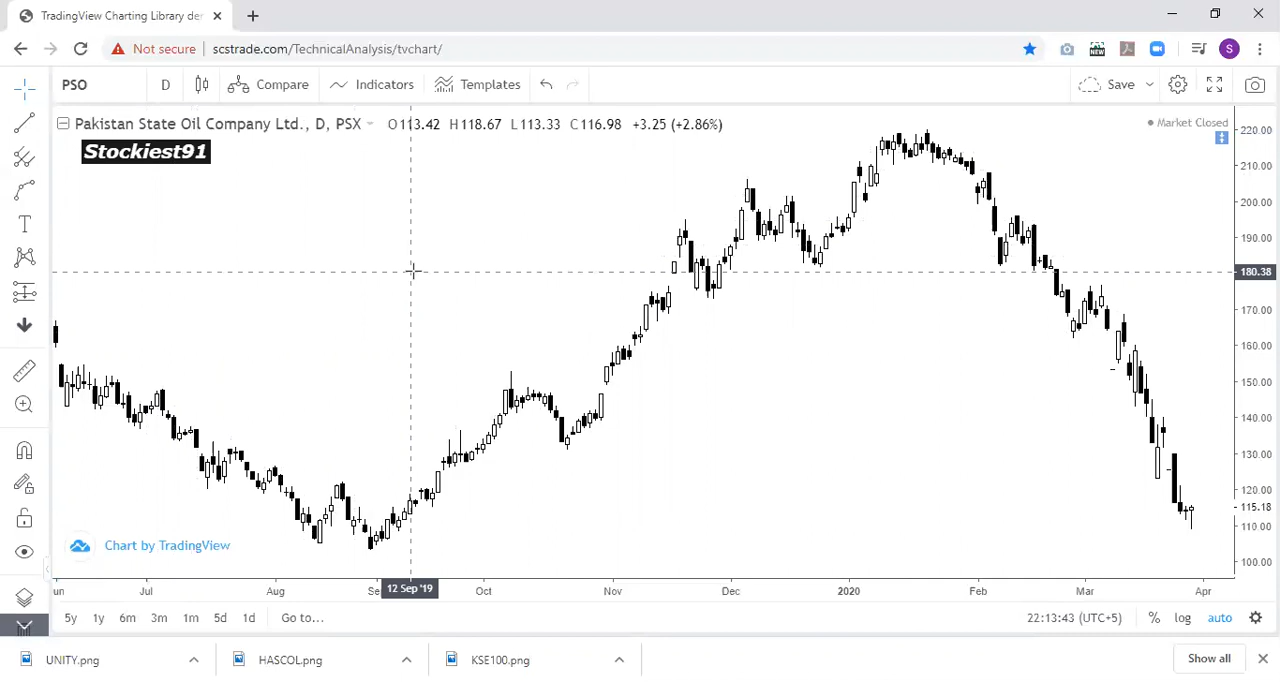 TradingView Charting Library de
Not secure scstrade.com/TechnicalAnalysis/tvchart/
NEW S
PSO D Compare Indicators Templates Save
Pakistan State Oil Company Ltd., D, PSX O113.42 H118.67 L113.33 C116.98 +3.25 (+2.86%)
Market Closed
Stockiest91
220.00
210.00
200.00
190.00
180.38
170.00
160.00
150.00
140.00
130.00
120.00
115.18
110.00
100.00
Chart by TradingView
un Jul Aug Se 12 Sep '19 Oct Nov Dec 2020 Feb Mar Apr
5y 1y 6m 3m 1m 5d 1d Go to... 22:13:43 (UTC+5) % log auto
UNITY.png HASCOL.png KSE100.png Show all